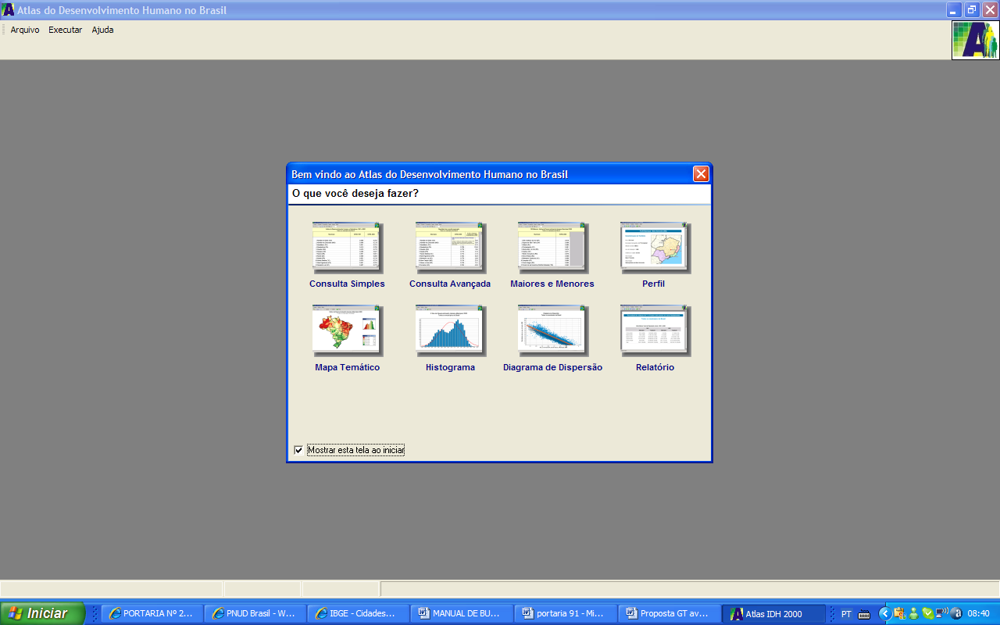 Atlas do Desenvolvimento Humano no Brasil
Arquivo Executar Ajuda
Bem vindo ao Atlas do Desenvolvimento Humano no Brasil
O que você deseja fazer?
Consulta Simples Consulta Avançada Maiores e Menores Perfil
Mapa Temático Histograma Diagrama de Dispersão Relatório
Mostrar esta tela ao iniciar
Iniciar PORTARIA Nº 2... PNUD Brasil - W... IBGE - Cidades... MANUAL DE BU... portaria 91 - Mi... Proposta GT av... Atlas IDH 2000 PT 08:40